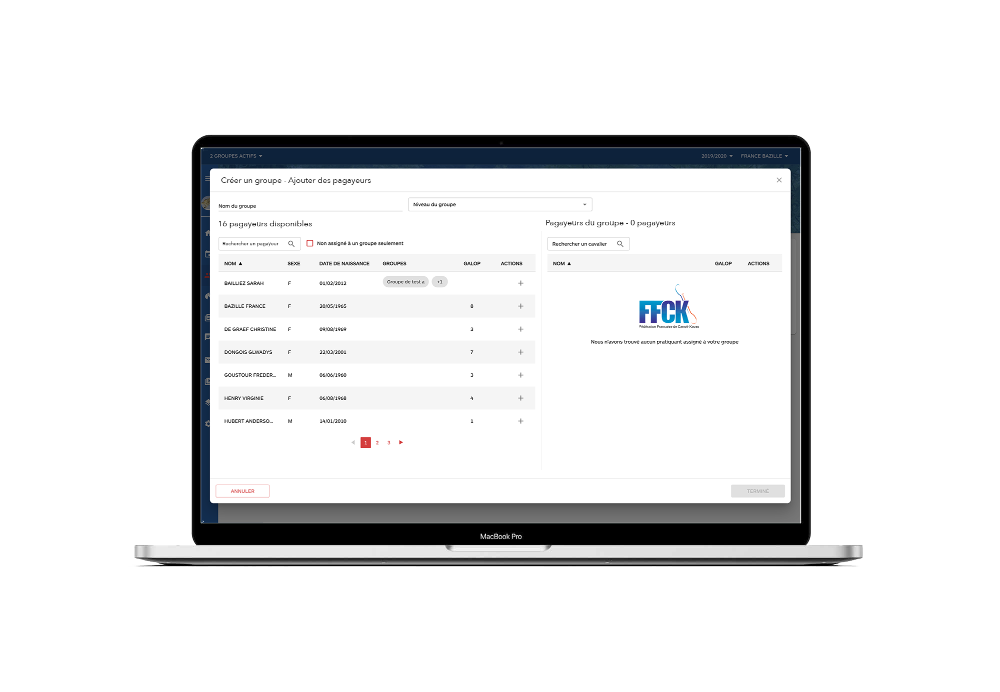 2 GROUPES ACTIFS
2019/2020 FRANCE BAZILLE
Créer un groupe - Ajouter des pagayeurs
Nom du groupe
Niveau du groupe
16 pagayeurs disponibles
Rechercher un pagayeur
Non assigné à un groupe seulement
NOM ▲ SEXE DATE DE NAISSANCE GROUPES GALOP ACTIONS
BAILLIEZ SARAH F 01/02/2012 Groupe de test a +1 +
BAZILLE FRANCE F 20/05/1965 8 +
DE GRAEF CHRISTINE F 09/08/1969 3 +
DONGOIS GLWADYS F 22/03/2001 7 +
GOUSTOUR FREDER... M 06/06/1960 3 +
HENRY VIRGINIE F 06/08/1968 4 +
HUBERT ANDERSO... M 14/01/2010 1 +
1 2 3
Pagayeurs du groupe - 0 pagayeurs
Rechercher un cavalier
NOM ▲ GALOP ACTIONS
FFCK
Fédération Française de Canoë-Kayak
Nous n'avons trouvé aucun pratiquant assigné à votre groupe
ANNULER
TERMINÉ
MacBook Pro